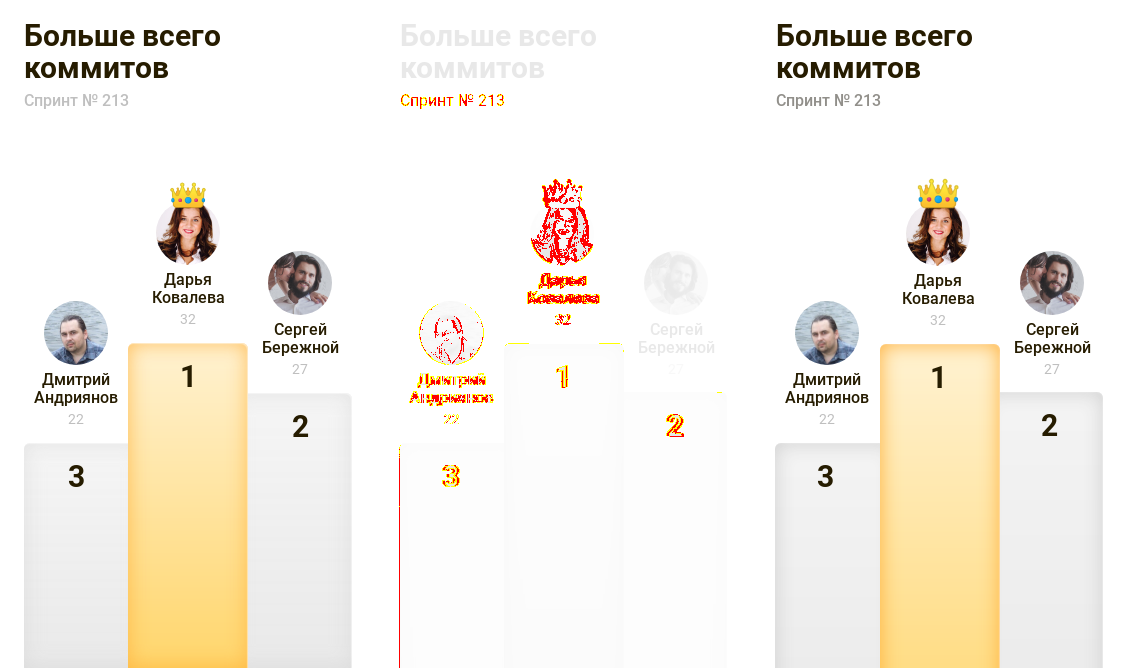 Больше всего
коммитов
Спринт № 213
Дарья
Ковалева
32
Сергей
Бережной
27
Дмитрий
Андриянов
22
1
2
3
Больше всего
коммитов
Спринт № 213
Дарья
Ковалева
32
Сергей
Бережной
27
Дмитрий
Андриянов
22
1
2
3
Больше всего
коммитов
Спринт № 213
Дарья
Ковалева
32
Сергей
Бережной
27
Дмитрий
Андриянов
22
1
2
3